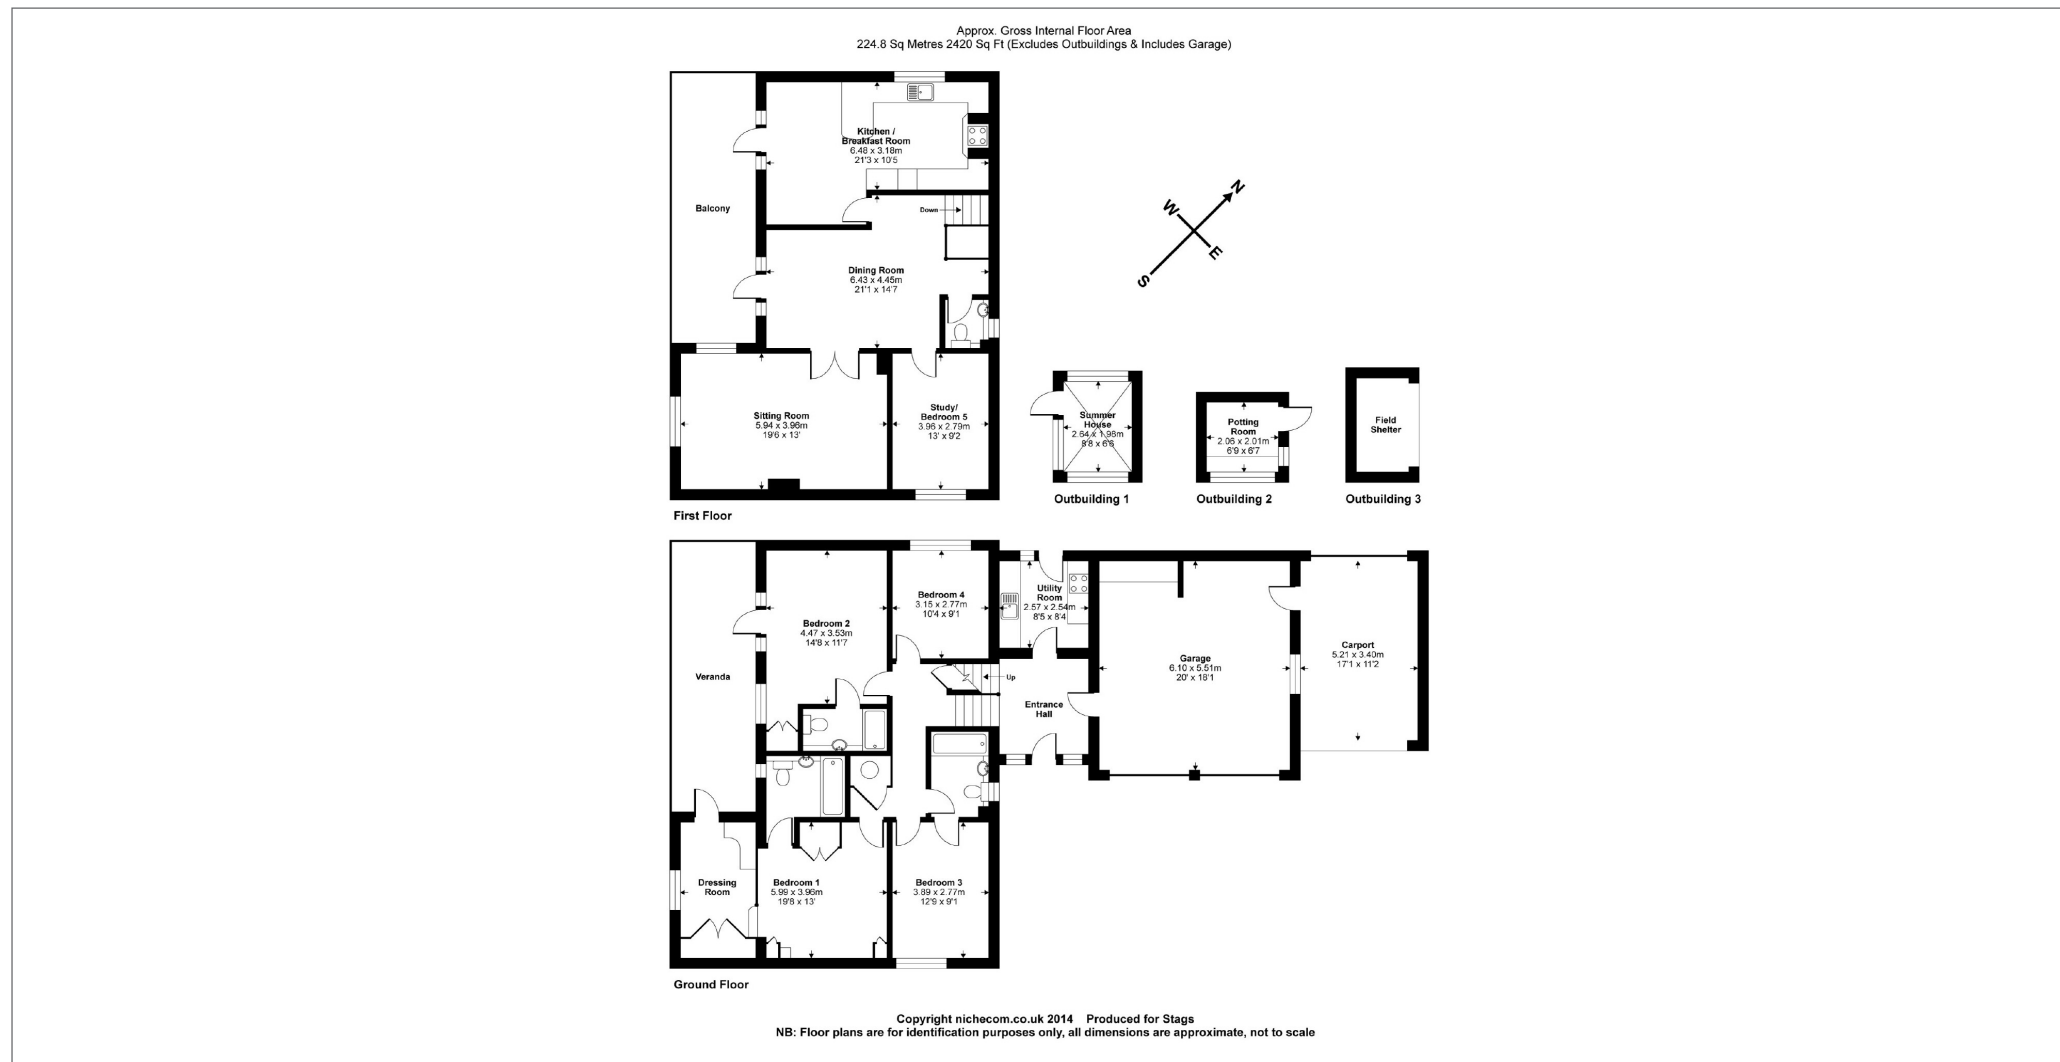 Approx. Gross Internal Floor Area
224.8 Sq Metres 2420 Sq Ft (Excludes Outbuildings & Includes Garage)
Kitchen /
Breakfast Room
6.48 x 3.18m
21'3 x 10'5
Balcony
Down
Dining Room
6.43 x 4.45m
21'1 x 14'7
N
W
E
S
Sitting Room
5.94 x 3.96m
19'6 x 13'
Study/
Bedroom 5
3.96 x 2.79m
13' x 9'2
Summer
House
2.64 x 1.98m
8'8 x 6'6
Potting
Room
2.06 x 2.01m
6'9 x 6'7
Field
Shelter
Outbuilding 1
Outbuilding 2
Outbuilding 3
First Floor
Bedroom 4
3.15 x 2.77m
10'4 x 9'1
Utility
Room
2.57 x 2.54m
8'5 x 8'4
Bedroom 2
4.47 x 3.53m
14'8 x 11'7
Veranda
Up
Entrance
Hall
Garage
6.10 x 5.51m
20' x 18'1
Carport
5.21 x 3.40m
17'1 x 11'2
Dressing
Room
Bedroom 1
5.99 x 3.96m
19'8 x 13'
Bedroom 3
3.89 x 2.77m
12'9 x 9'1
Ground Floor
Copyright nichecom.co.uk 2014 Produced for Stags
NB: Floor plans are for identification purposes only, all dimensions are approximate, not to scale